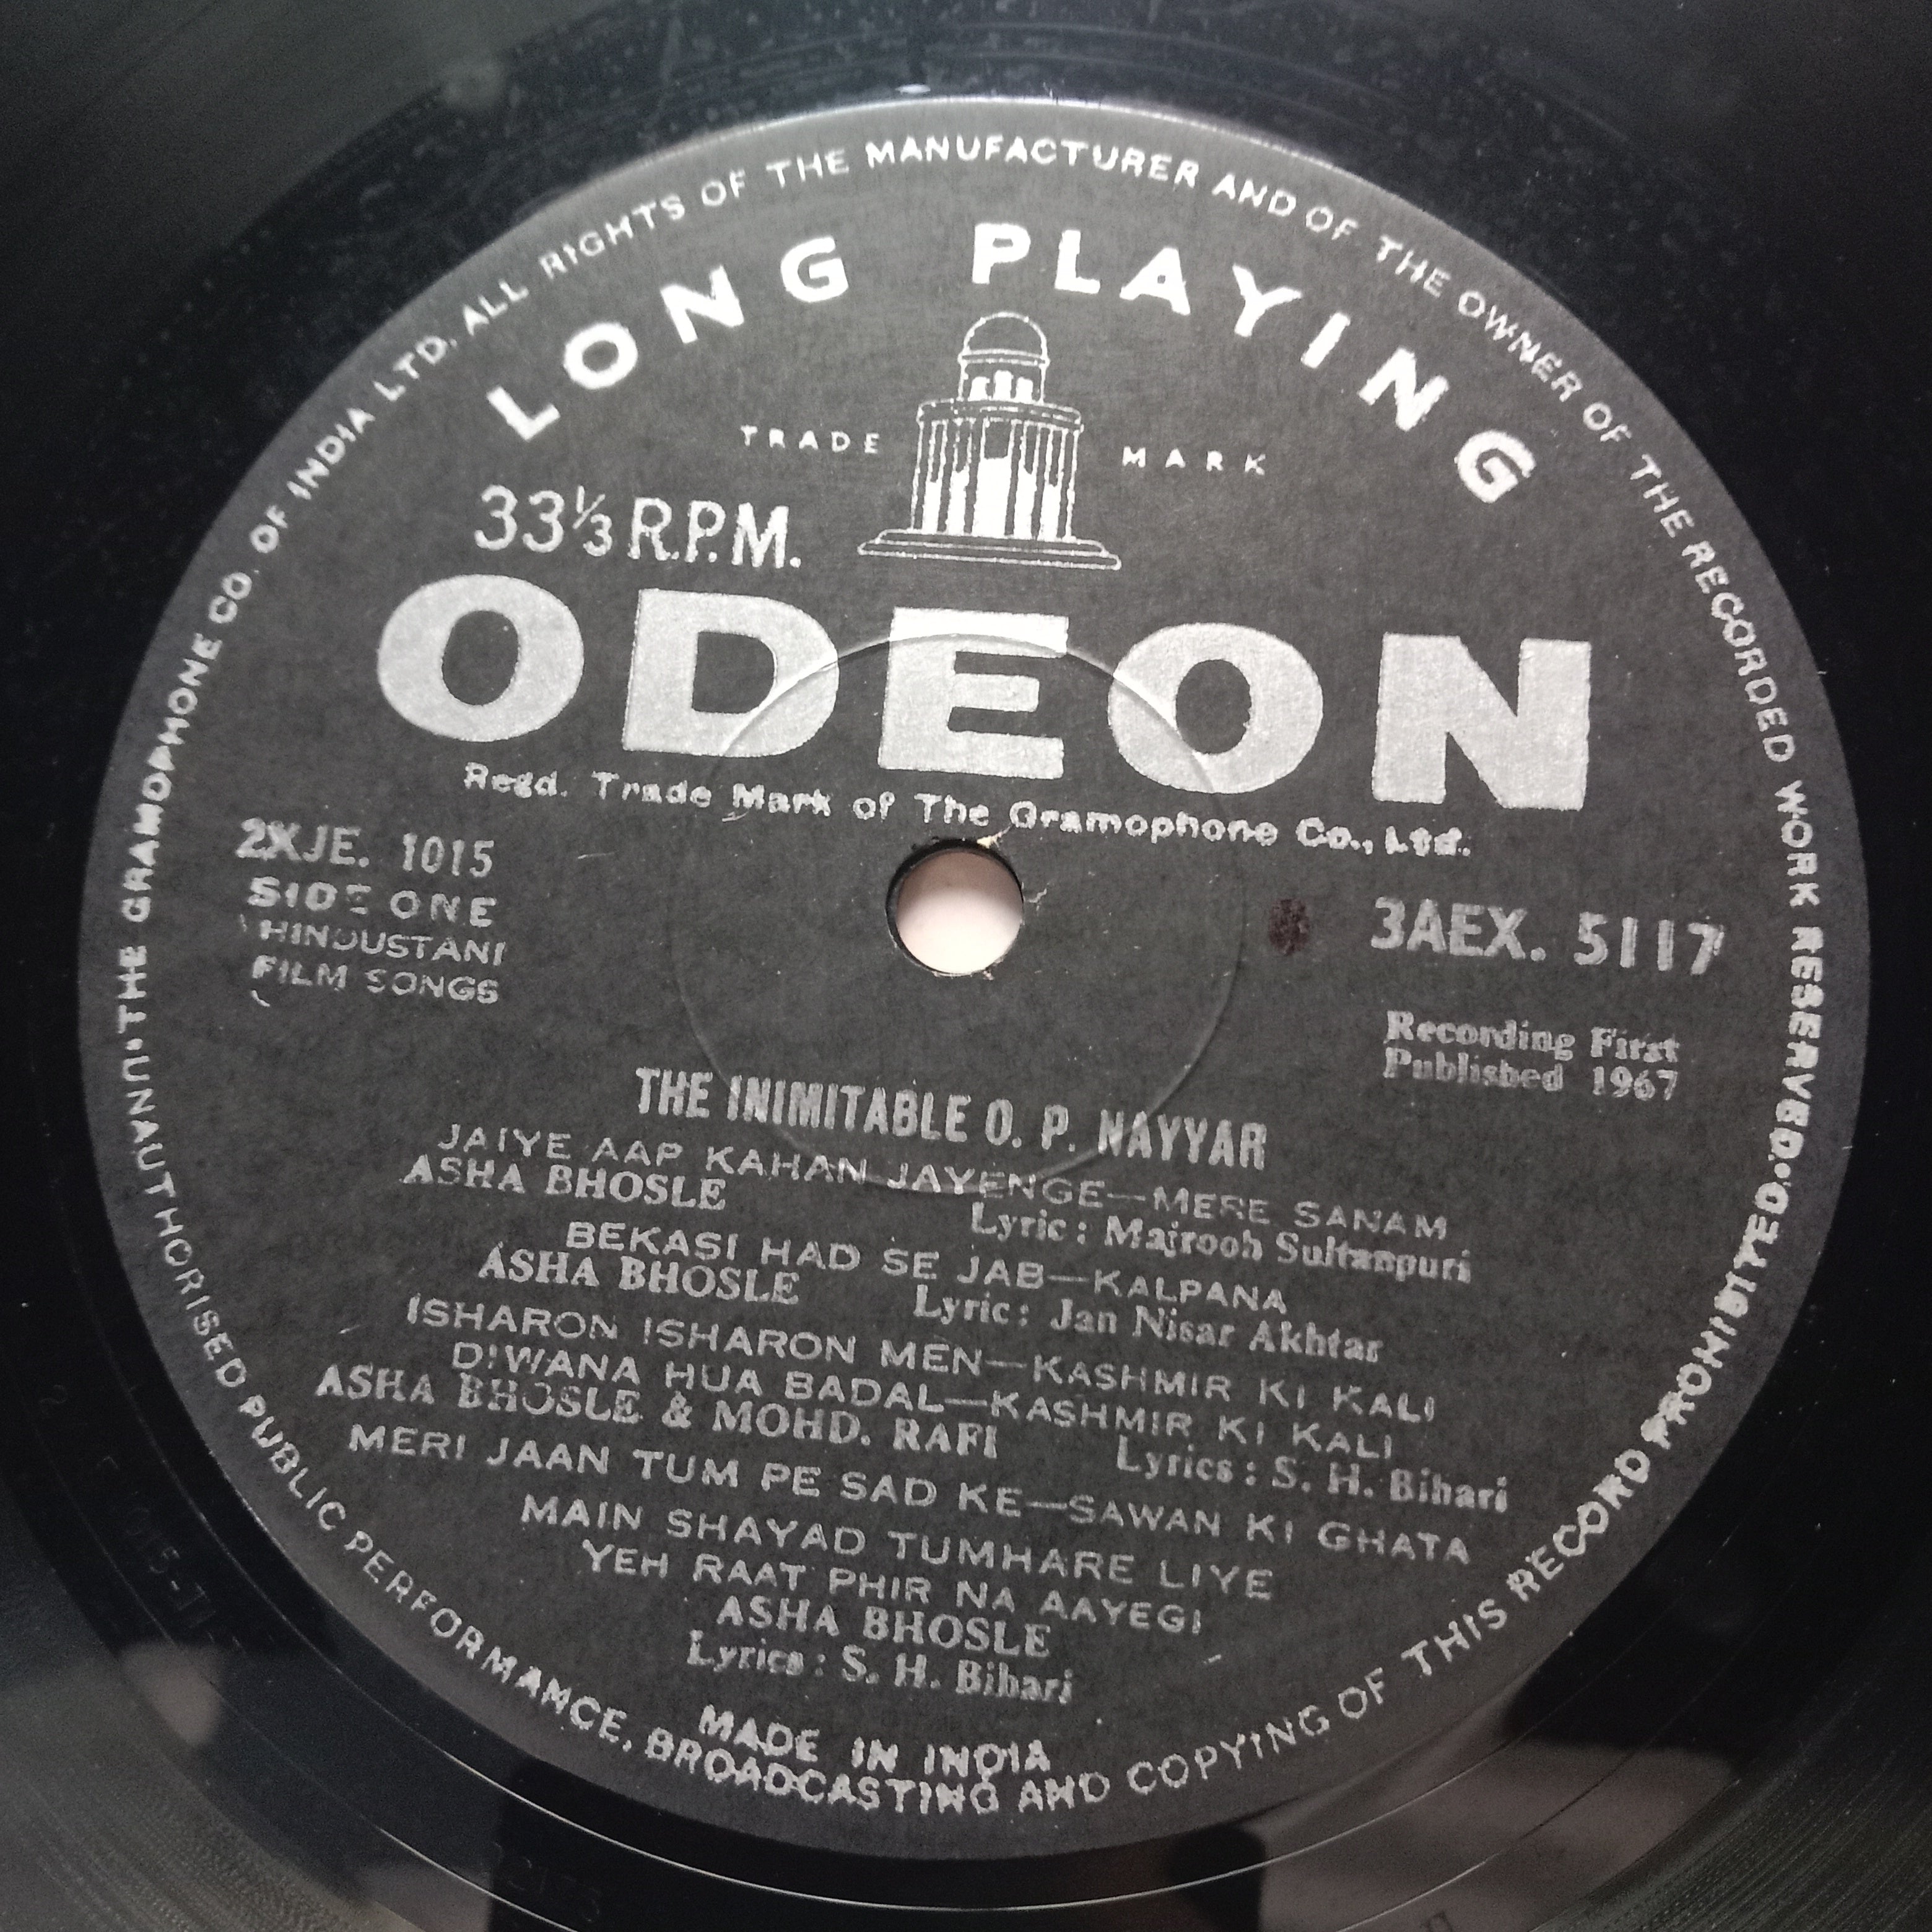 THE GRAMOPHONE CO. OF INDIA LTD. ALL RIGHTS OF THE MANUFACTURER AND OF THE OWNER OF THE RECORDED WORK RESERVED • UNAUTHORISED PUBLIC PERFORMANCE, BROADCASTING AND COPYING OF THIS RECORD PROHIBITED •
LONG PLAYING
TRADE MARK
33⅓ R.P.M.
ODEON
Regd. Trade Mark of The Gramophone Co., Ltd.
2XJE. 1015
SIDE ONE
HINDUSTANI
FILM SONGS
3AEX. 5117
Recording First
Published 1967
THE INIMITABLE O. P. NAYYAR
JAIYE AAP KAHAN JAYENGE—MERE SANAM
ASHA BHOSLE Lyric : Majrooh Sultanpuri
BEKASI HAD SE JAB—KALPANA
ASHA BHOSLE Lyric : Jan Nisar Akhtar
ISHARON ISHARON MEN—KASHMIR KI KALI
DIWANA HUA BADAL—KASHMIR KI KALI
ASHA BHOSLE & MOHD. RAFI Lyrics : S. H. Bihari
MERI JAAN TUM PE SAD KE—SAWAN KI GHATA
MAIN SHAYAD TUMHARE LIYE
YEH RAAT PHIR NA AAYEGI
ASHA BHOSLE
Lyrics : S. H. Bihari
MADE IN INDIA